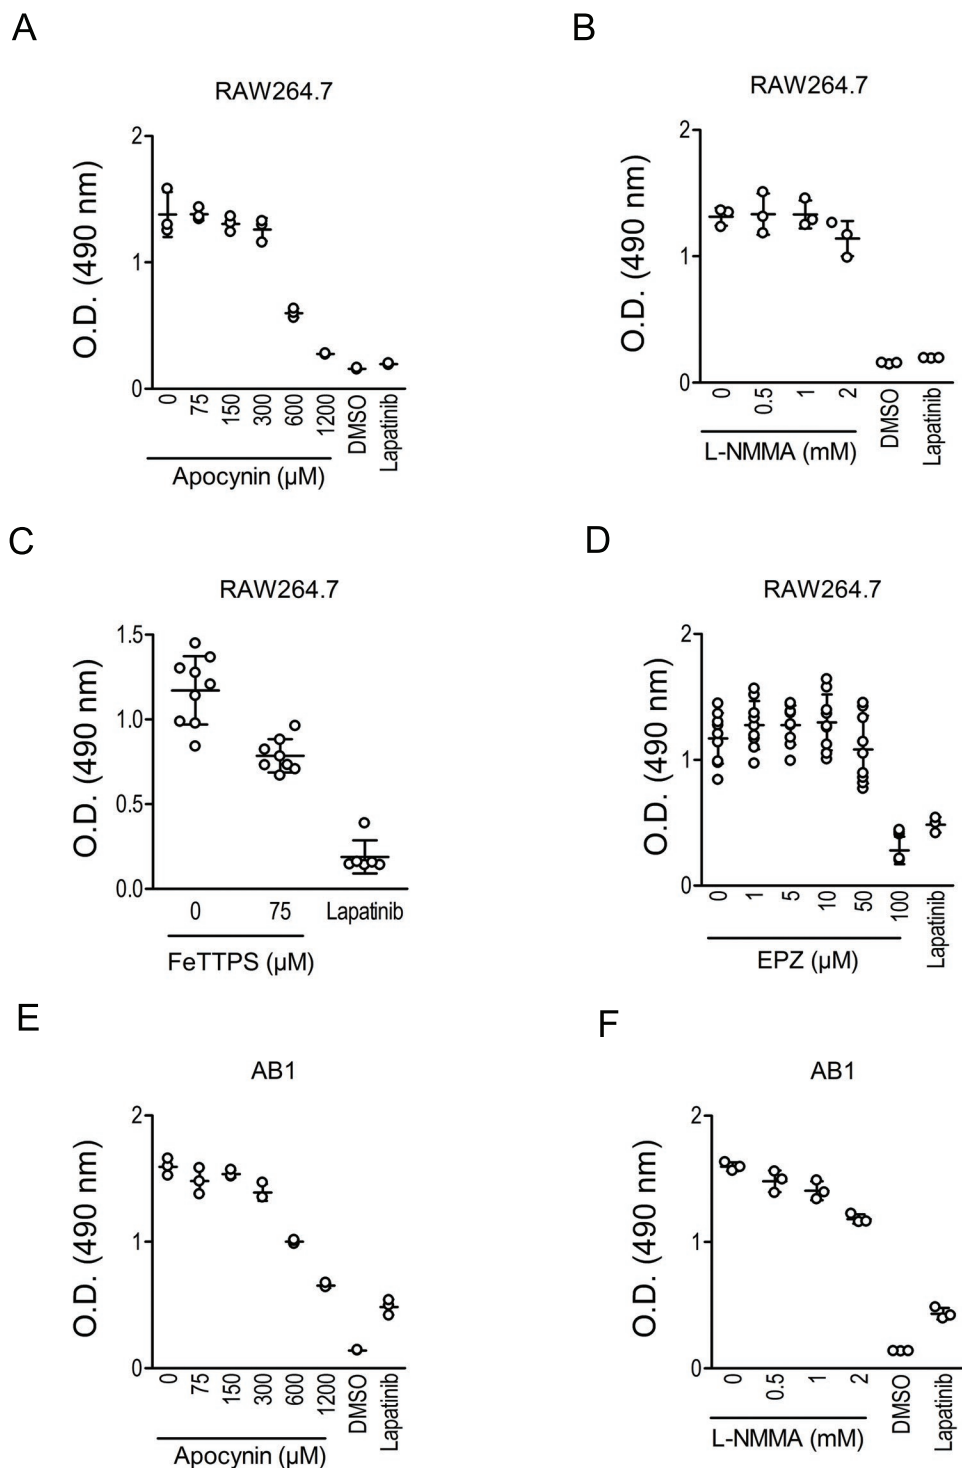 A
RAW264.7
O.D. (490 nm)
2
1
0
0 75 150 300 600 1200 DMSO Lapatinib
Apocynin (µM)
B
RAW264.7
O.D. (490 nm)
2
1
0
0 0.5 1 2 DMSO Lapatinib
L-NMMA (mM)
C
RAW264.7
O.D. (490 nm)
1.5
1.0
0.5
0.0
0 75 Lapatinib
FeTTPS (µM)
D
RAW264.7
O.D. (490 nm)
2
1
0
0 1 5 10 50 100 Lapatinib
EPZ (µM)
E
AB1
O.D. (490 nm)
2
1
0
0 75 150 300 600 1200 DMSO Lapatinib
Apocynin (µM)
F
AB1
O.D. (490 nm)
2
1
0
0 0.5 1 2 DMSO Lapatinib
L-NMMA (mM)